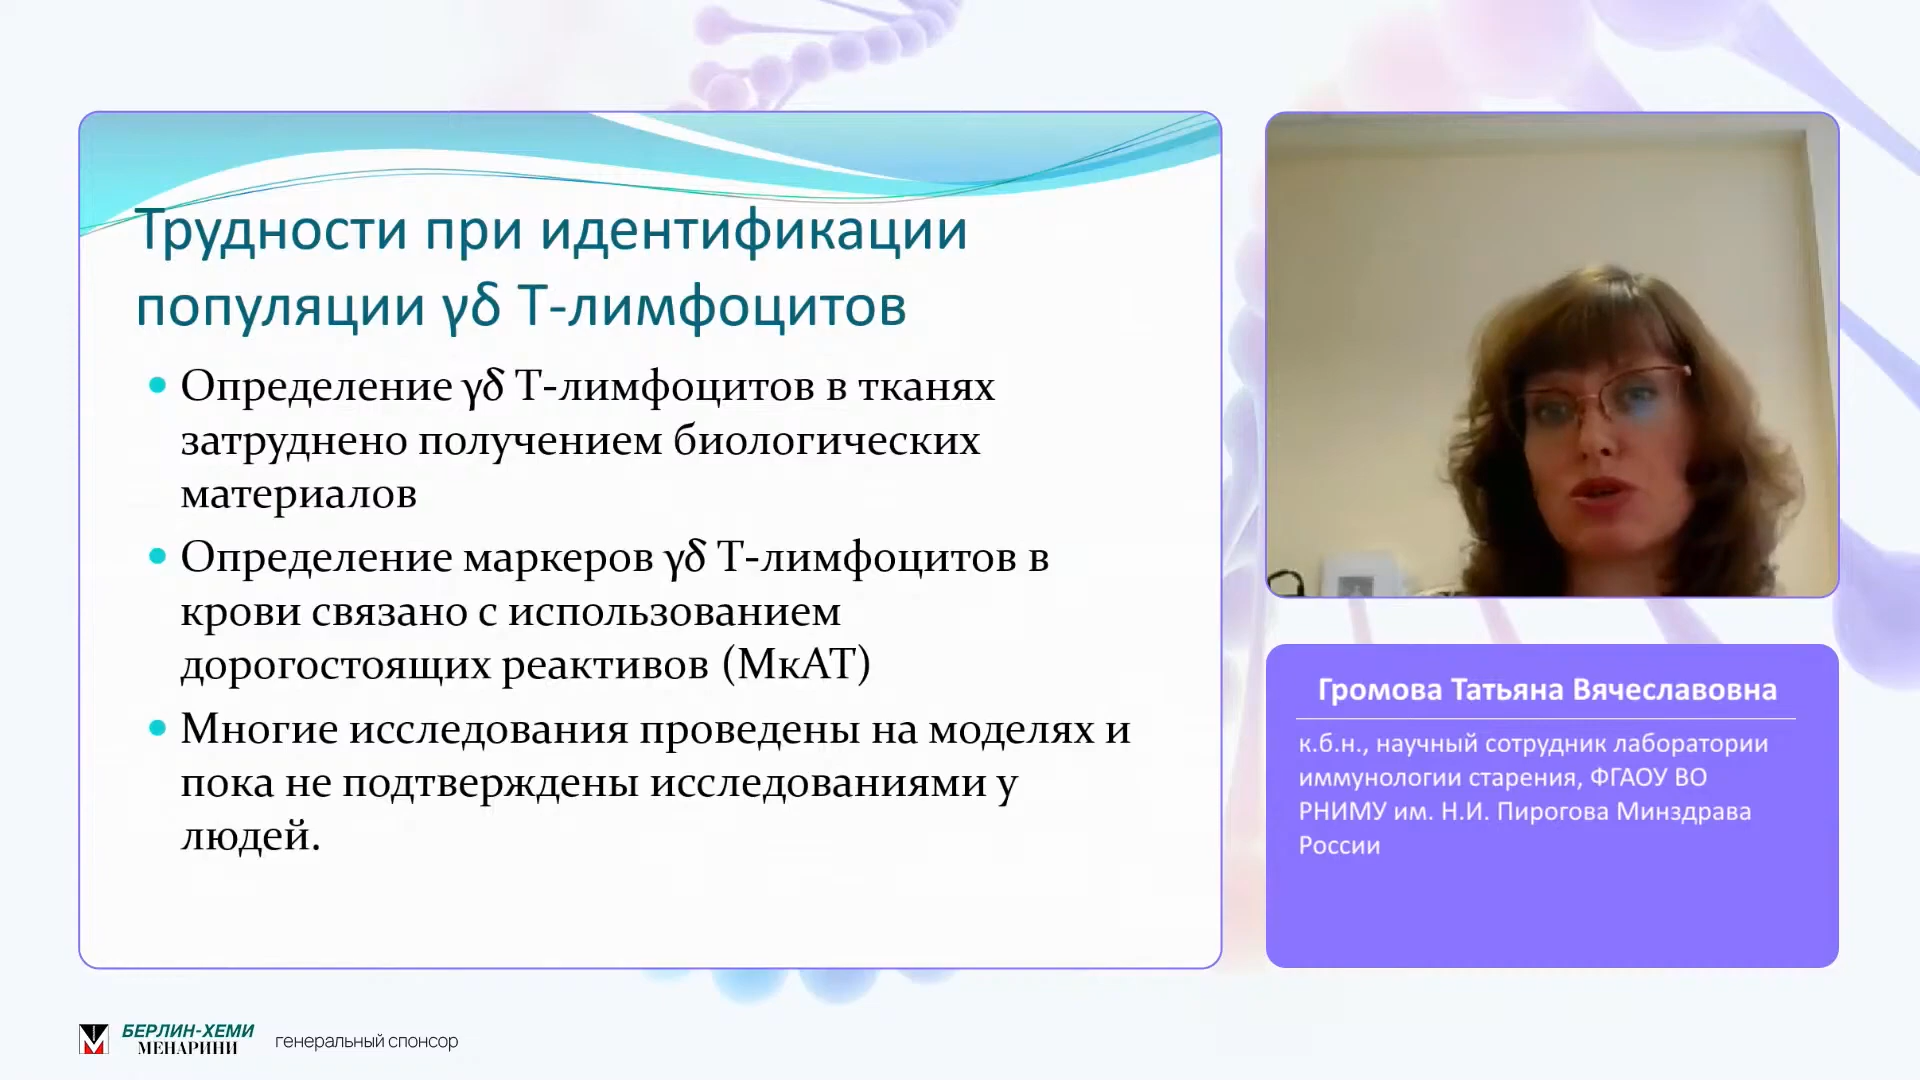 Трудности при идентификации
популяции γδ Т-лимфоцитов
Определение γδ Т-лимфоцитов в тканях
затруднено получением биологических
материалов
Определение маркеров γδ Т-лимфоцитов в
крови связано с использованием
дорогостоящих реактивов (МкАТ)
Многие исследования проведены на моделях и
пока не подтверждены исследованиями у
людей.
Громова Татьяна Вячеславовна
к.б.н., научный сотрудник лаборатории
иммунологии старения, ФГАОУ ВО
РНИМУ им. Н.И. Пирогова Минздрава
России
БЕРЛИН-ХЕМИ
МЕНАРИНИ
генеральный спонсор